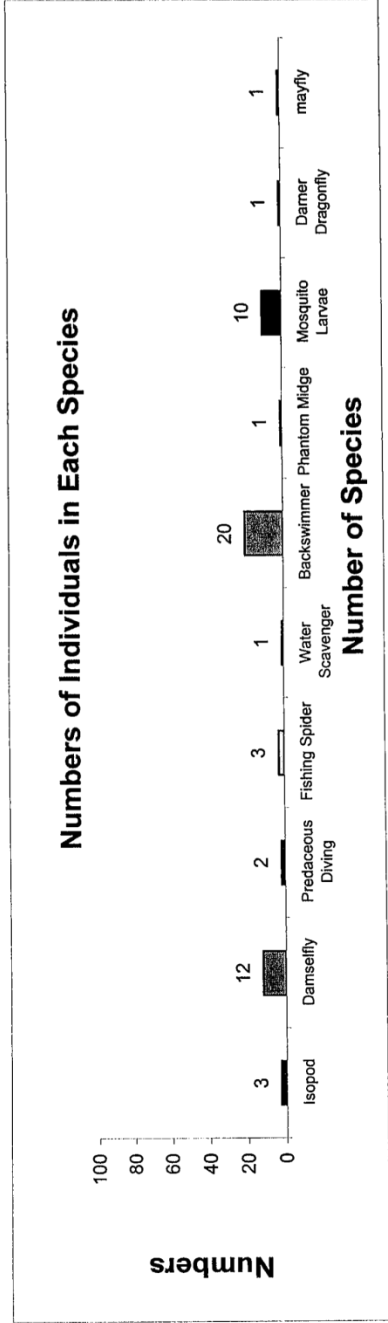 Numbers of Individuals in Each Species
Numbers
100
80
60
40
20
0
3
12
2
3
1
20
1
10
1
1
Isopod
Damselfly
Predaceous
Diving
Fishing Spider
Water
Scavenger
Backswimmer
Phantom Midge
Mosquito
Larvae
Darner
Dragonfly
mayfly
Number of Species